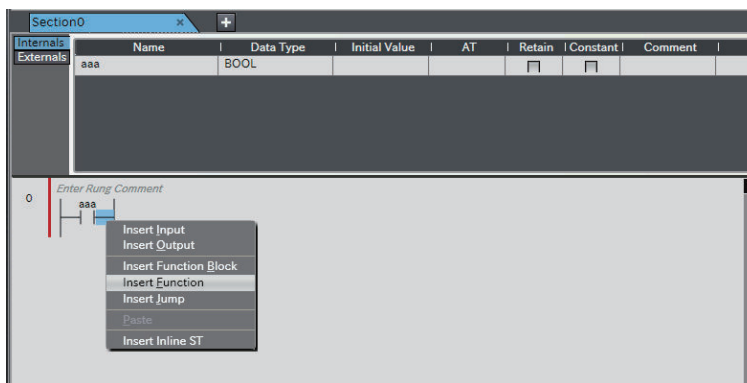 Section0 × +
Internals Name Data Type Initial Value AT Retain Constant Comment
Externals aaa BOOL
0 Enter Rung Comment
aaa
Insert Input
Insert Output
Insert Function Block
Insert Function
Insert Jump
Paste
Insert Inline ST